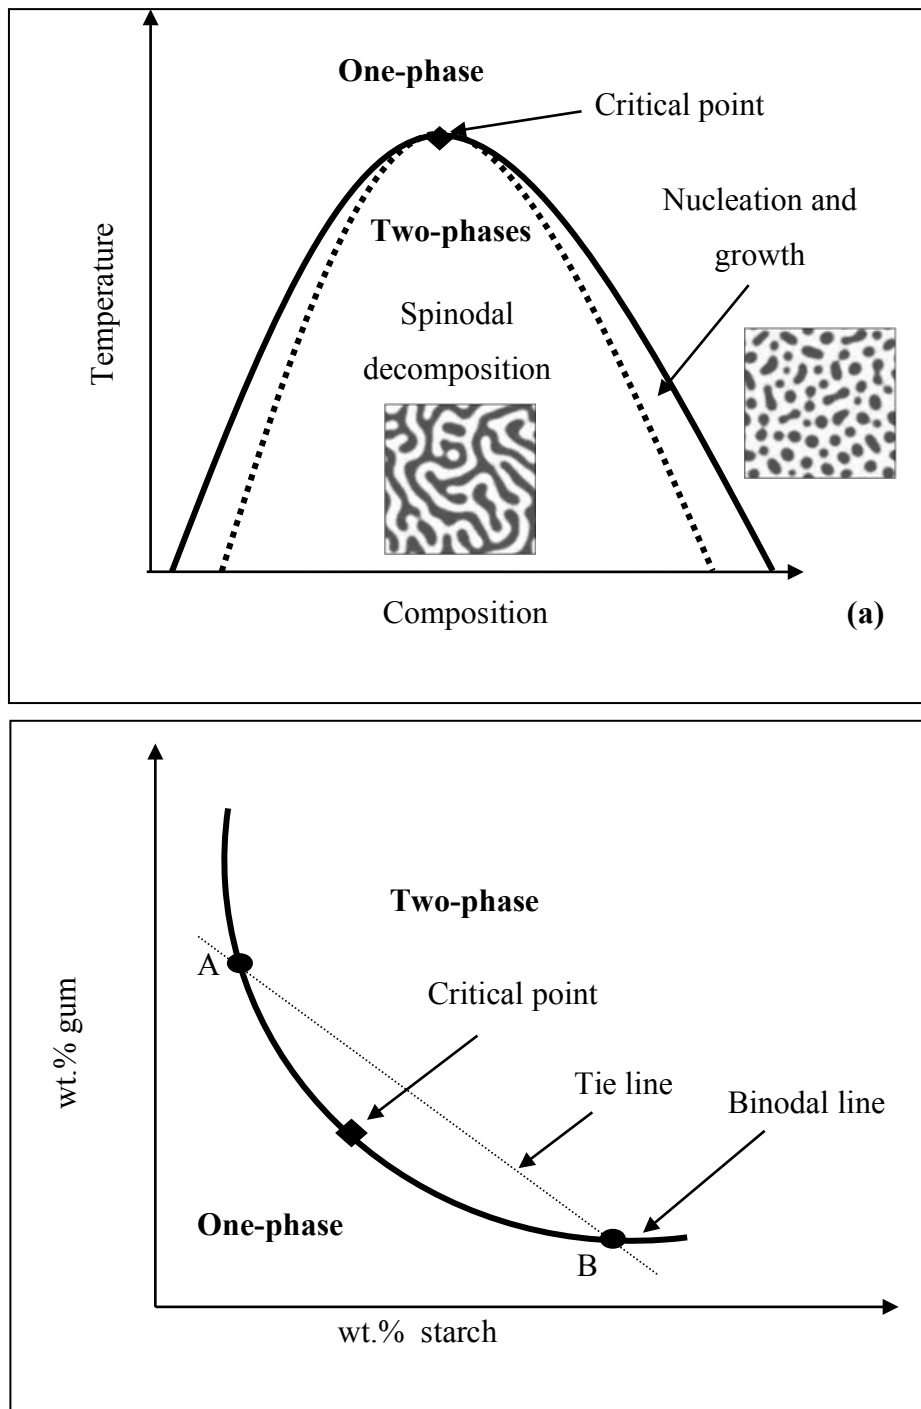 One-phase
Critical point
Nucleation and
growth
Two-phases
Spinodal
decomposition
Temperature
Composition
(a)
Two-phase
A
Critical point
wt.% gum
Tie line
Binodal line
One-phase
B
wt.% starch